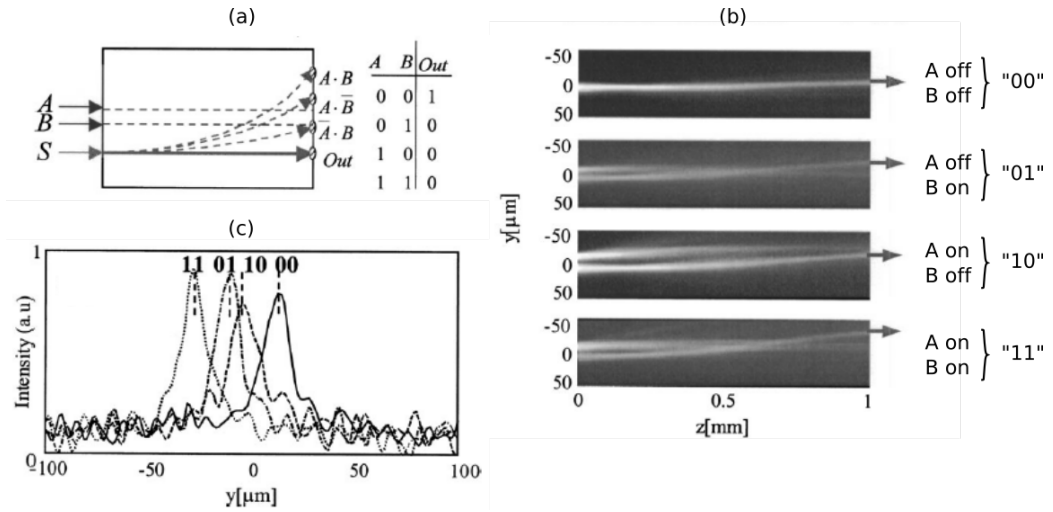 (a)
A
B
S
A · B
A · B̅
A̅ · B
Out
A B Out
0 0 1
0 1 0
1 0 0
1 1 0
(b)
-50
0
50
A off
B off
"00"
-50
0
50
A off
B on
"01"
-50
0
50
A on
B off
"10"
-50
0
50
A on
B on
"11"
y[μm]
0 0.5 1
z[mm]
(c)
1
11 01 10 00
Intensity (a.u)
0
-100 -50 0 50 100
y[μm]